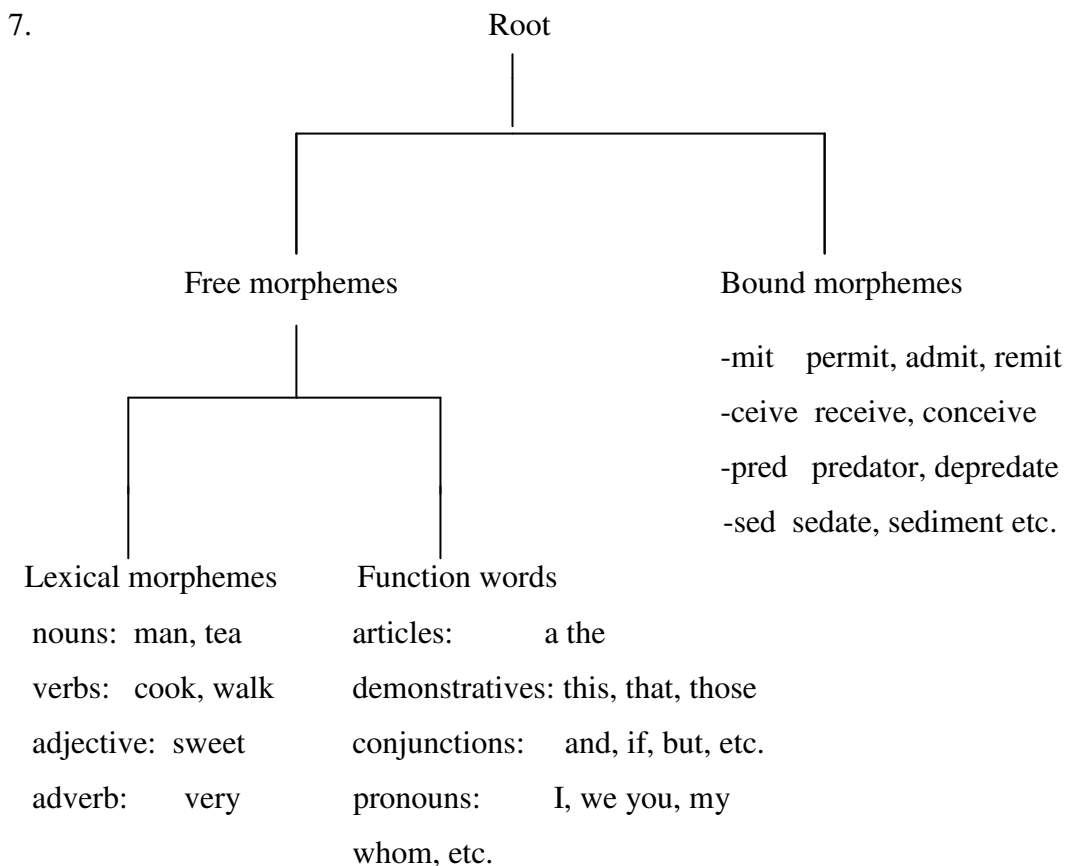 7. Root
Free morphemes
Bound morphemes
-mit permit, admit, remit
-ceive receive, conceive
-pred predator, depredate
-sed sedate, sediment etc.
Lexical morphemes
nouns: man, tea
verbs: cook, walk
adjective: sweet
adverb: very
Function words
articles: a the
demonstratives: this, that, those
conjunctions: and, if, but, etc.
pronouns: I, we you, my
whom, etc.